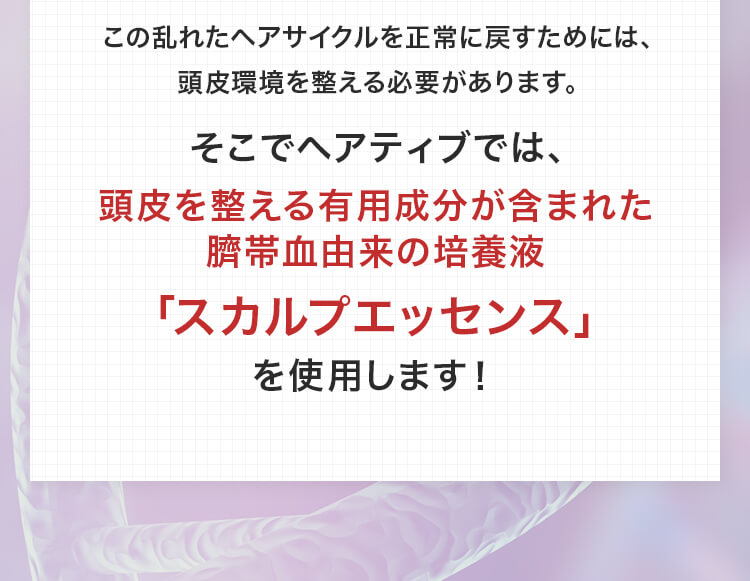 この乱れたヘアサイクルを正常に戻すためには、
頭皮環境を整える必要があります。
そこでヘアティブでは、
頭皮を整える有用成分が含まれた
臍帯血由来の培養液
「スカルプエッセンス」
を使用します！